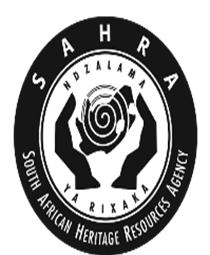 SAHRA
NDZALAMA
YA RIXAKA
SOUTH AFRICAN HERITAGE RESOURCES AGENCY